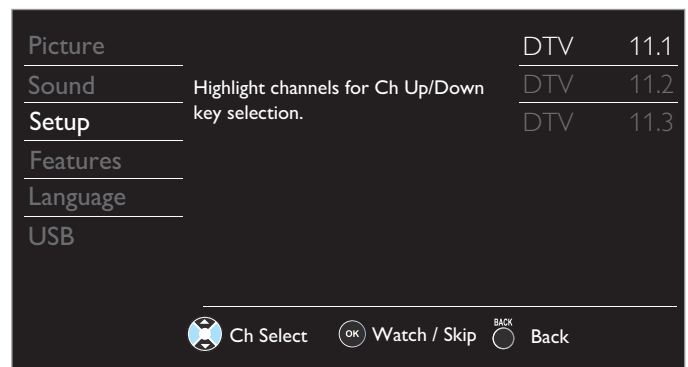 Picture
Sound
Setup
Features
Language
USB
Highlight channels for Ch Up/Down
key selection.
DTV 11.1
DTV 11.2
DTV 11.3
Ch Select OK Watch / Skip BACK Back